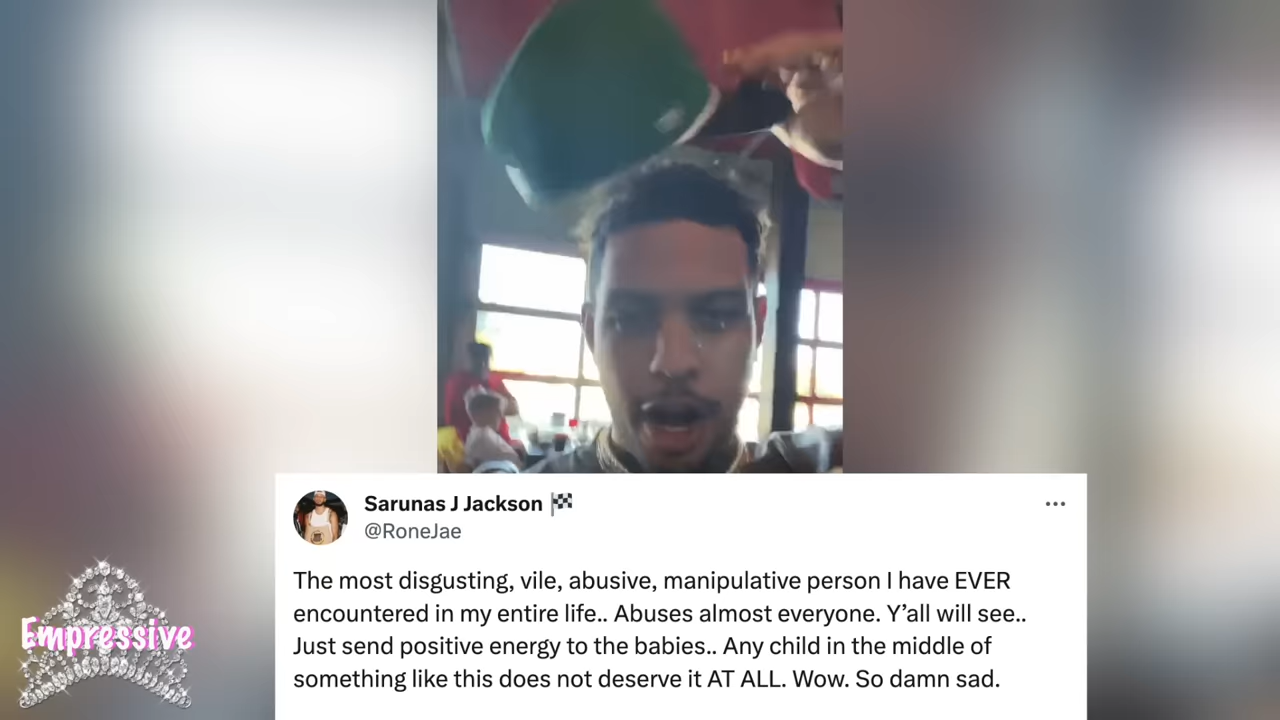 Sarunas J Jackson 🏁
@RoneJae
The most disgusting, vile, abusive, manipulative person I have EVER
encountered in my entire life.. Abuses almost everyone. Y’all will see..
Just send positive energy to the babies.. Any child in the middle of
something like this does not deserve it AT ALL. Wow. So damn sad.
Empressive